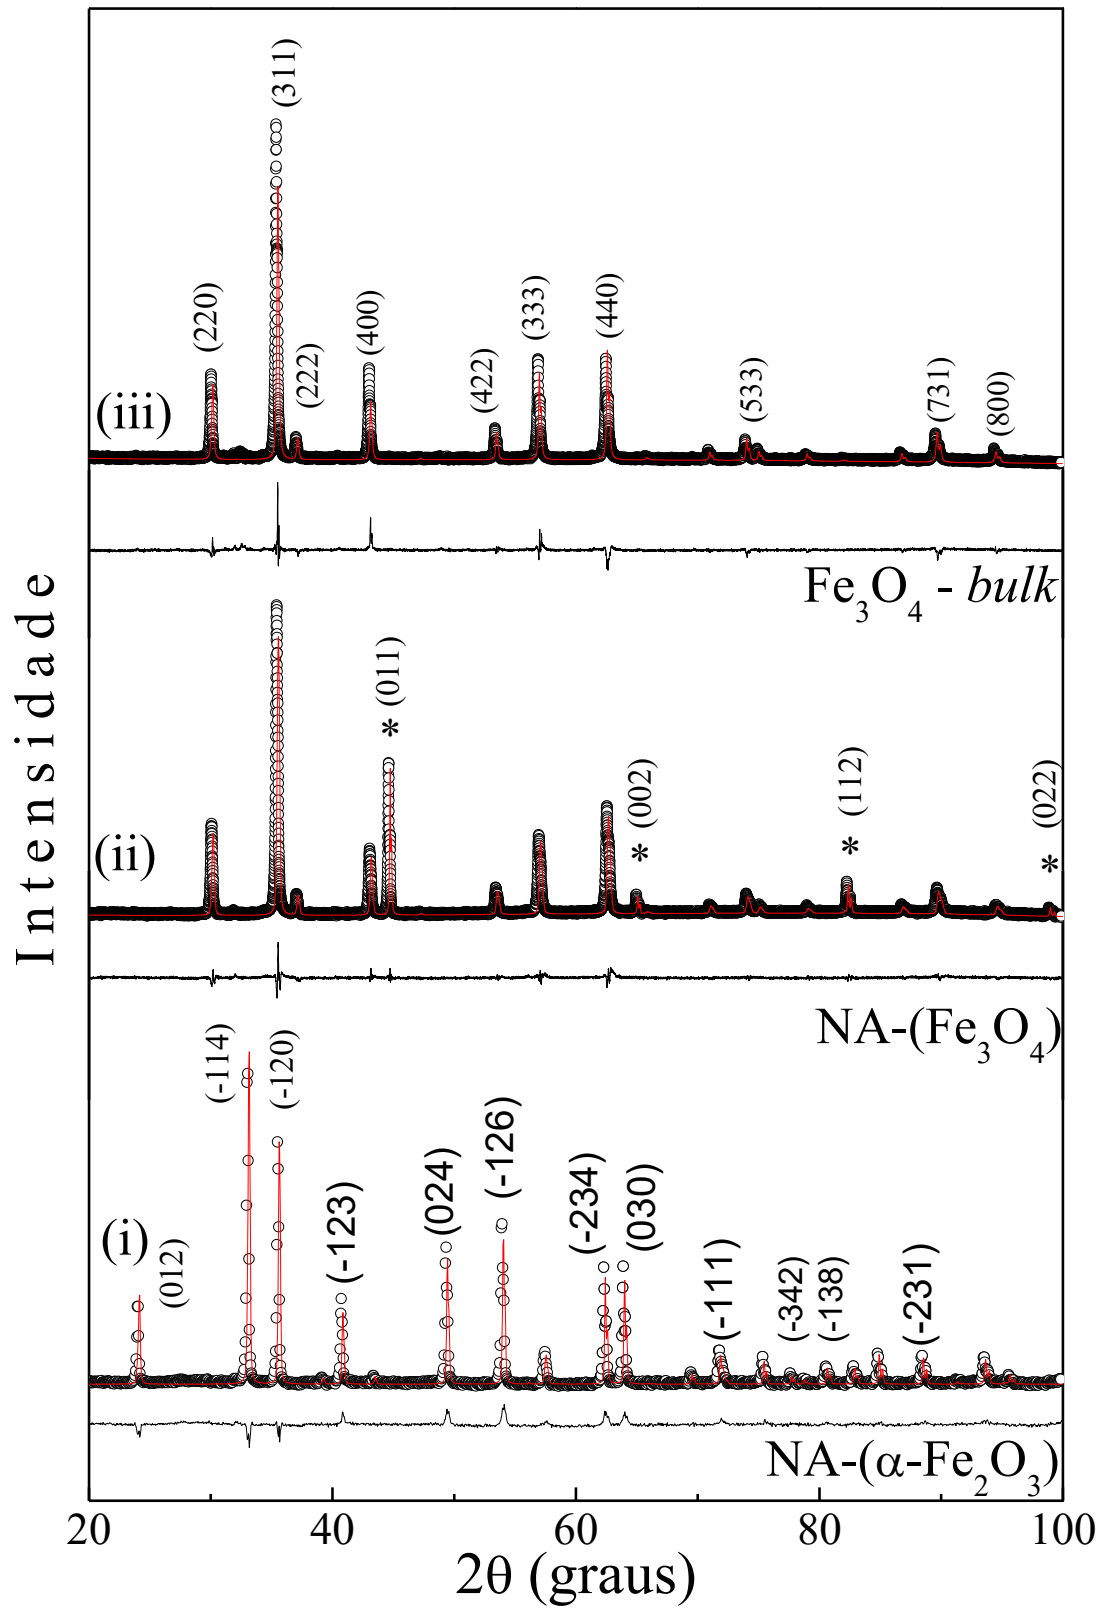 (311)
(220)
(222)
(400)
(422)
(333)
(440)
(533)
(731)
(800)
(iii)
Fe₃O₄ - bulk
* (011)
* (002)
* (112)
* (022)
(ii)
NA-(Fe₃O₄)
(-114)
(-120)
(i)
(012)
(-123)
(024)
(-126)
(-234)
(030)
(-111)
(-342)
(-138)
(-231)
NA-(α-Fe₂O₃)
Intensidade
20 40 60 80 100
2θ (graus)